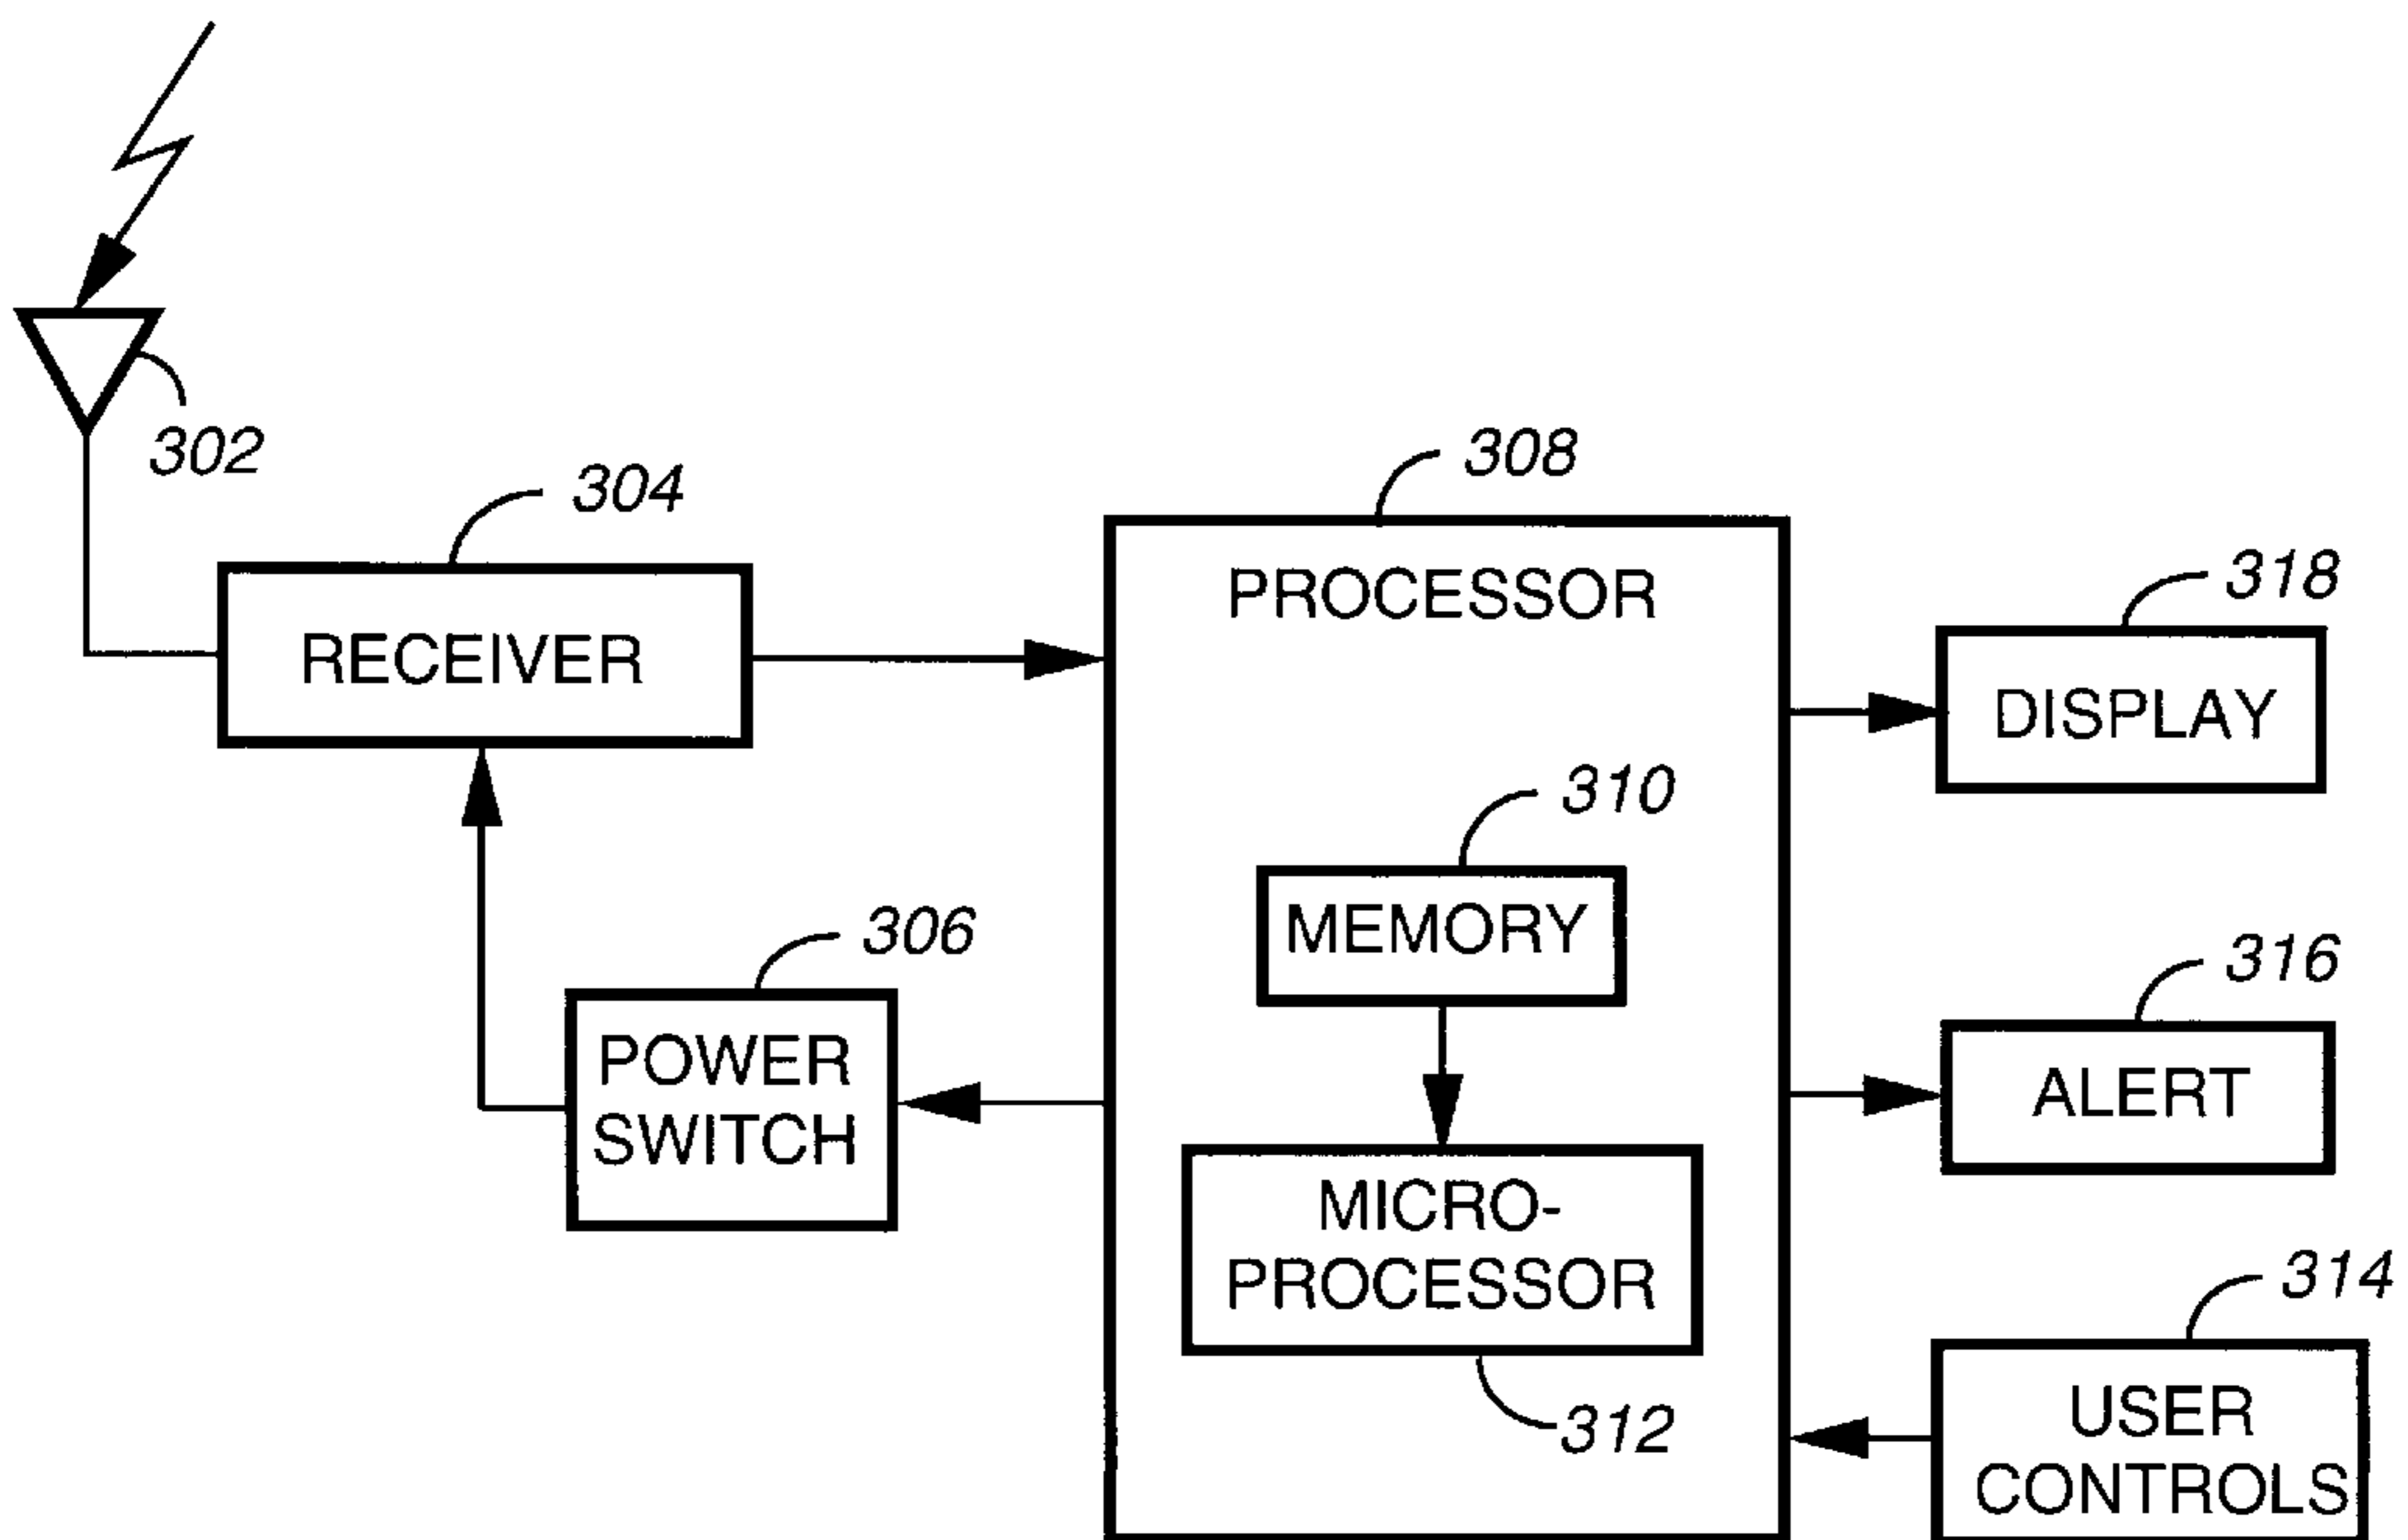 302
304
RECEIVER
306
POWER
SWITCH
308
PROCESSOR
310
MEMORY
MICRO-
PROCESSOR
312
318
DISPLAY
316
ALERT
314
USER
CONTROLS